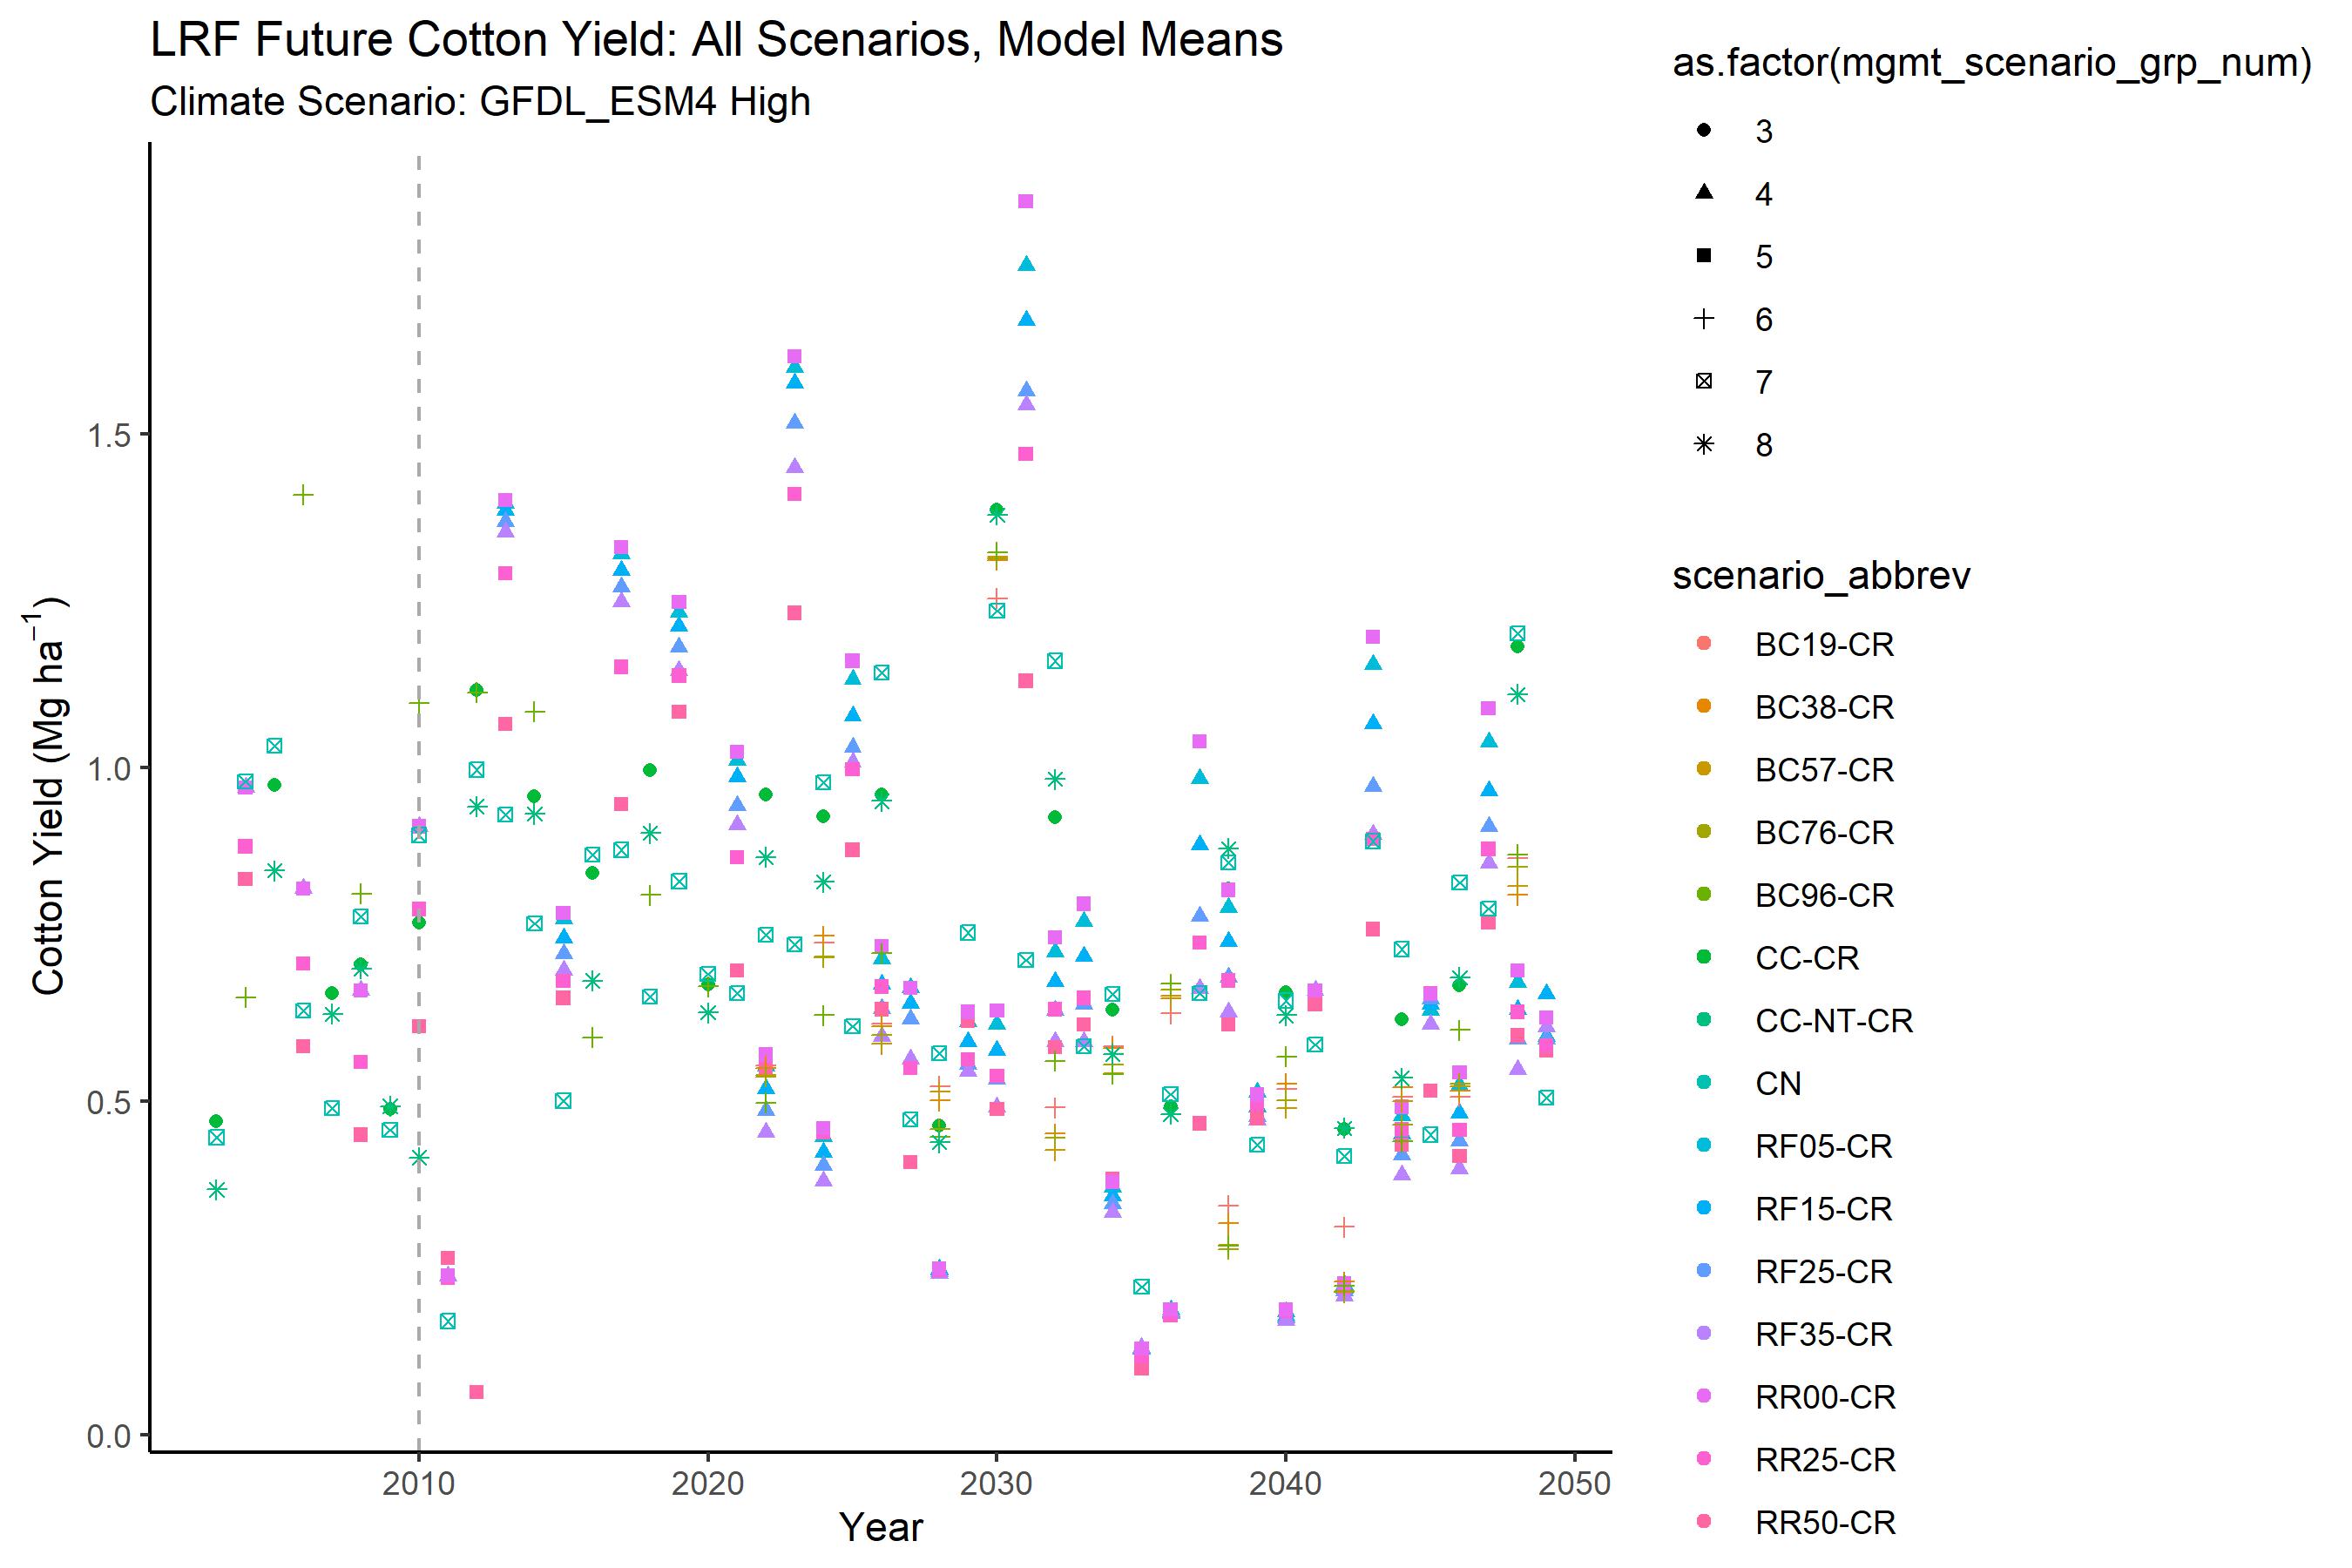 LRF Future Cotton Yield: All Scenarios, Model Means
Climate Scenario: GFDL_ESM4 High
Cotton Yield (Mg ha⁻¹)
1.5
1.0
0.5
0.0
2010
2020
2030
2040
2050
Year
as.factor(mgmt_scenario_grp_num)
3
4
5
6
7
8
scenario_abbrev
BC19-CR
BC38-CR
BC57-CR
BC76-CR
BC96-CR
CC-CR
CC-NT-CR
CN
RF05-CR
RF15-CR
RF25-CR
RF35-CR
RR00-CR
RR25-CR
RR50-CR